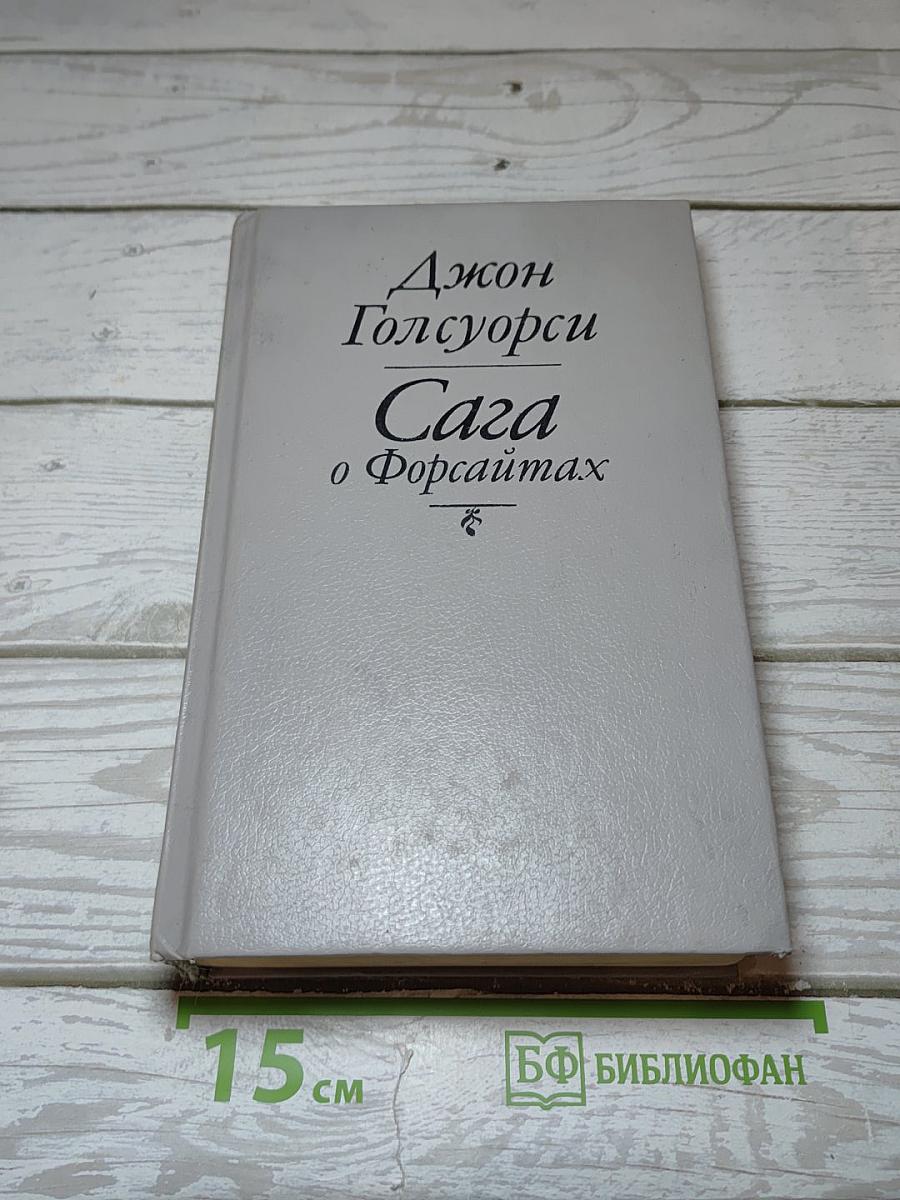 Джон
Голсуорси
Сага
о Форсайтах
15 см
БФ БИБЛИОФАН